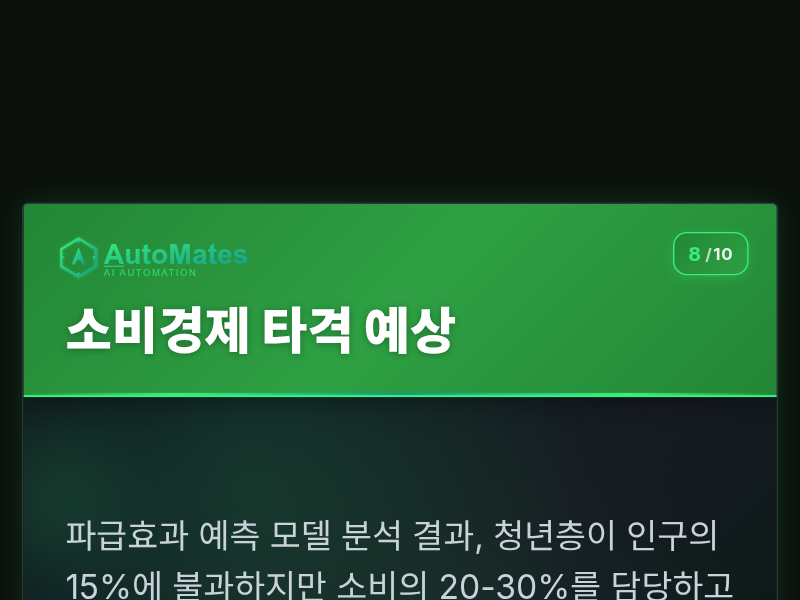 AutoMates
AI AUTOMATION
8 / 10
소비경제 타격 예상
파급효과 예측 모델 분석 결과, 청년층이 인구의
15%에 불과하지만 소비의 20-30%를 담당하고